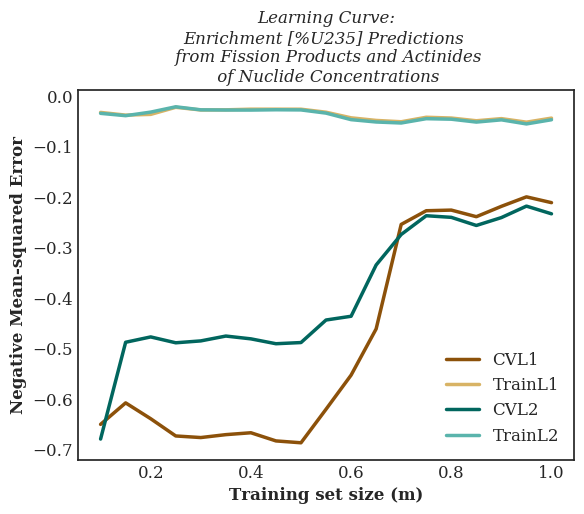 Learning Curve:
Enrichment [%U235] Predictions
from Fission Products and Actinides
of Nuclide Concentrations
Negative Mean-squared Error
0.0
−0.1
−0.2
−0.3
−0.4
−0.5
−0.6
−0.7
CVL1
TrainL1
CVL2
TrainL2
0.2 0.4 0.6 0.8 1.0
Training set size (m)